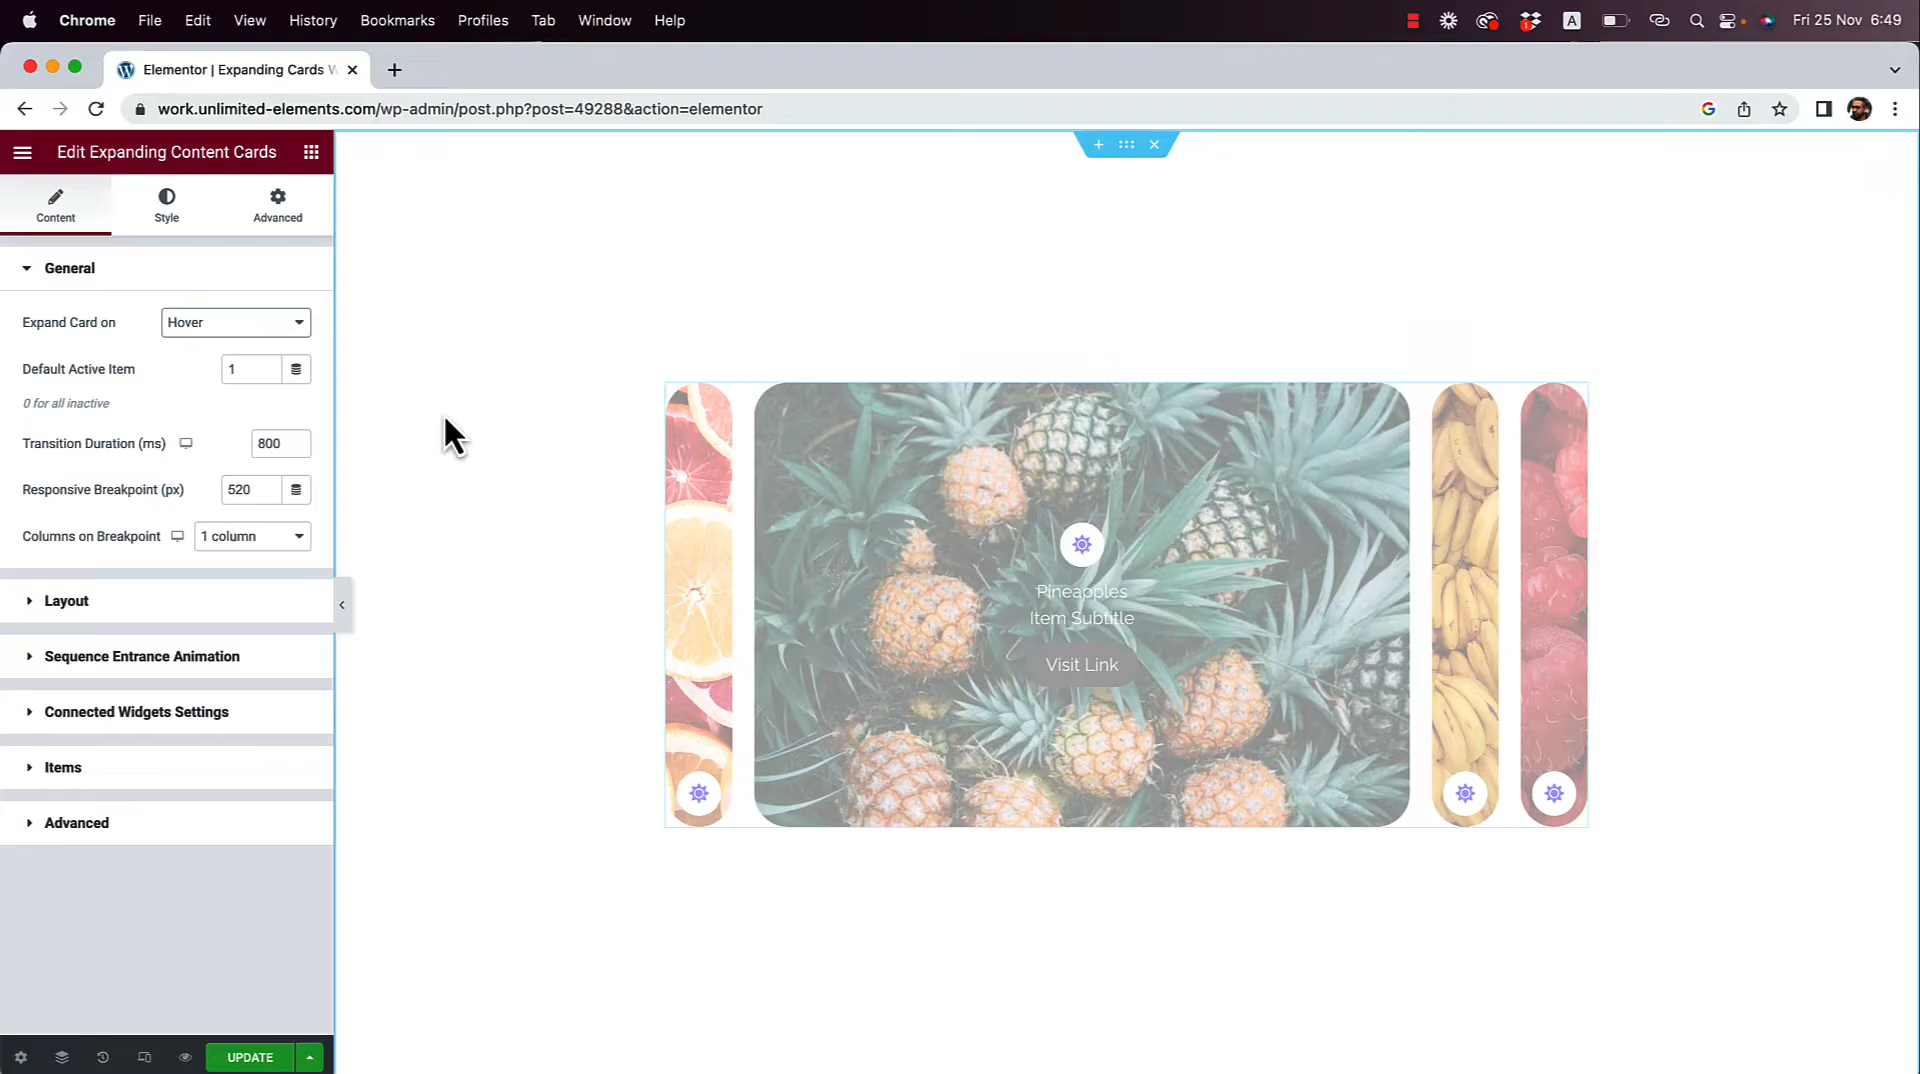 Chrome File Edit View History Bookmarks Profiles Tab Window Help A 1 Fri 25 Nov 6:49
Elementor | Expanding Cards W
work.unlimited-elements.com/wp-admin/post.php?post=49288&action=elementor
Edit Expanding Content Cards
Content Style Advanced
General
Expand Card on Hover
Default Active Item 1
0 for all inactive
Transition Duration (ms) 800
Responsive Breakpoint (px) 520
Columns on Breakpoint 1 column
Layout
Sequence Entrance Animation
Connected Widgets Settings
Items
Advanced
UPDATE
Pineapples
Item Subtitle
Visit Link